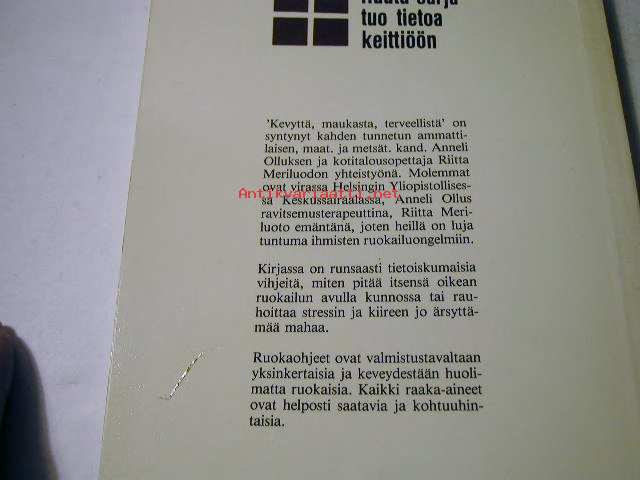 tuo tietoa
keittiöön
'Kevyttä, maukasta, terveellistä' on
syntynyt kahden tunnetun ammatti-
laisen, maat. ja metsät. kand. Anneli
Olluksen ja kotitalousopettaja Riitta
Meriluodon yhteistyönä. Molemmat
ovat virassa Helsingin Yliopistollises-
sa Keskussairaalassa, Anneli Ollus
ravitsemusterapeuttina, Riitta Meri-
luoto emäntänä, joten heillä on luja
tuntuma ihmisten ruokailuongelmiin.
Antikvariaatti.net
Kirjassa on runsaasti tietoiskumaisia
vihjeitä, miten pitää itsensä oikean
ruokailun avulla kunnossa tai rau-
hoittaa stressin ja kiireen jo ärsyttä-
mää mahaa.
Ruokaohjeet ovat valmistustavaltaan
yksinkertaisia ja keveydestään huoli-
matta ruokaisia. Kaikki raaka-aineet
ovat helposti saatavia ja kohtuuhin-
taisia.